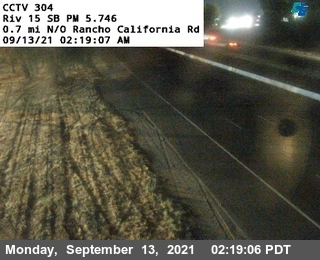 CCTV 304
Riv 15 SB PM 5.746
0.7 mi N/O Rancho California Rd
09/13/21 02:19:07 AM
Monday, September 13, 2021 02:19:06 PDT